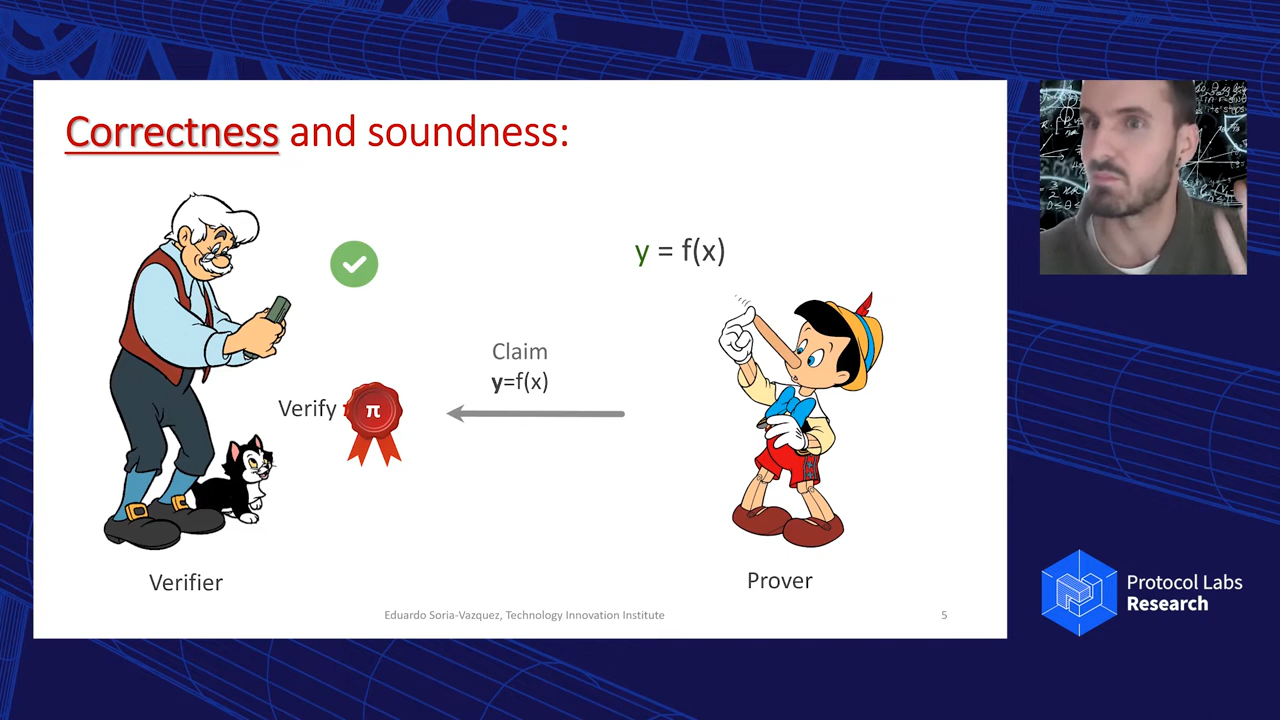 Correctness and soundness:
y = f(x)
Claim
y=f(x)
Verify
π
Verifier
Prover
Eduardo Soria-Vazquez, Technology Innovation Institute
5
Protocol Labs
Research